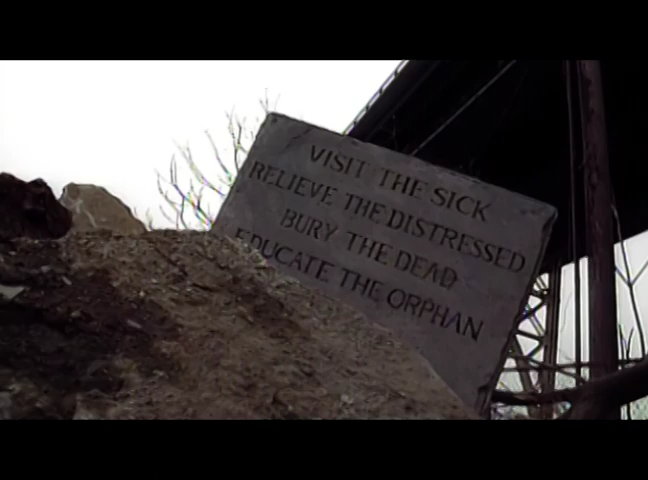 VISIT THE SICK
RELIEVE THE DISTRESSED
BURY THE DEAD
EDUCATE THE ORPHAN